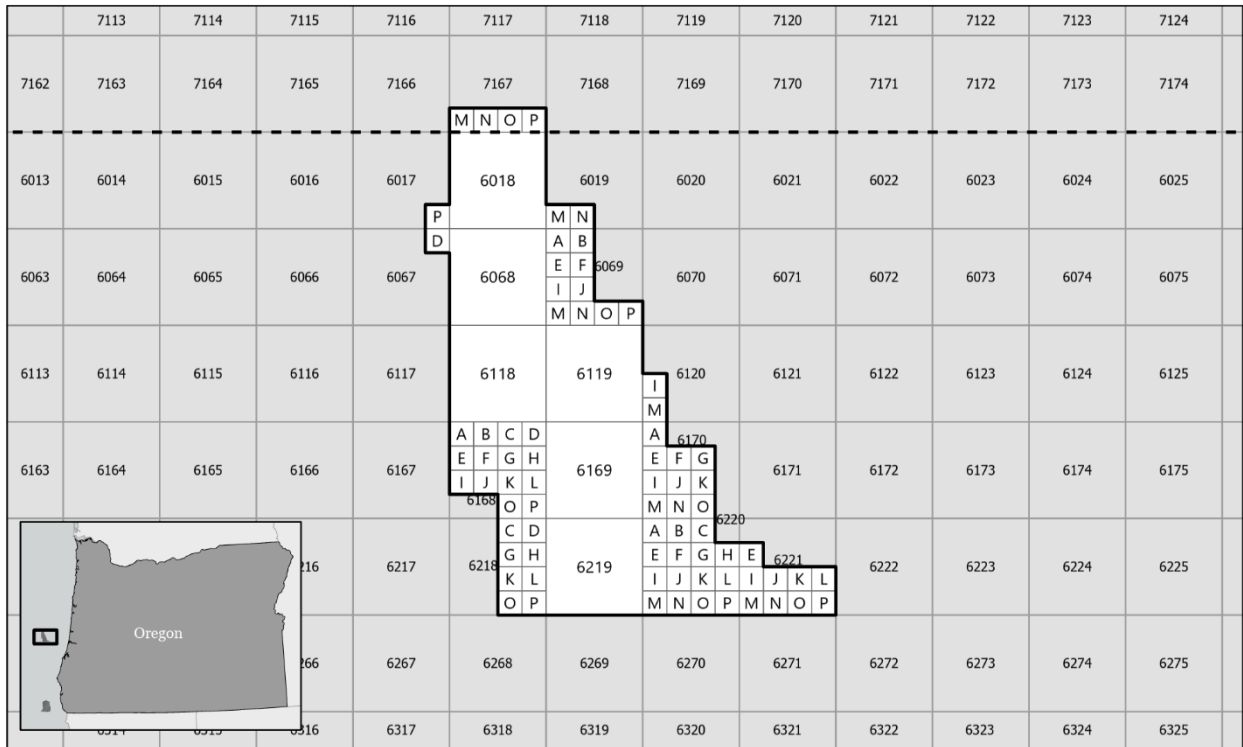 7113 7114 7115 7116 7117 7118 7119 7120 7121 7122 7123 7124
7162 7163 7164 7165 7166 7167 7168 7169 7170 7171 7172 7173 7174
M N O P
6013 6014 6015 6016 6017 6018 6019 6020 6021 6022 6023 6024 6025
P M N
D A B
E F 6069
6063 6064 6065 6066 6067 6068 6070 6071 6072 6073 6074 6075
I J
M N O P
6113 6114 6115 6116 6117 6118 6119 6120 6121 6122 6123 6124 6125
I
M
A B C D A 6170
E F G H E F G
6163 6164 6165 6166 6167 6169 6171 6172 6173 6174 6175
I J K L I J K
6168
O P M N O
6220
C D A B C
G H E F G H E 6221
216 6217 6218 6219 6222 6223 6224 6225
K L I J K L I J K L
O P M N O P M N O P
Oregon
266 6267 6268 6269 6270 6271 6272 6273 6274 6275
6314 6315 6316 6317 6318 6319 6320 6321 6322 6323 6324 6325